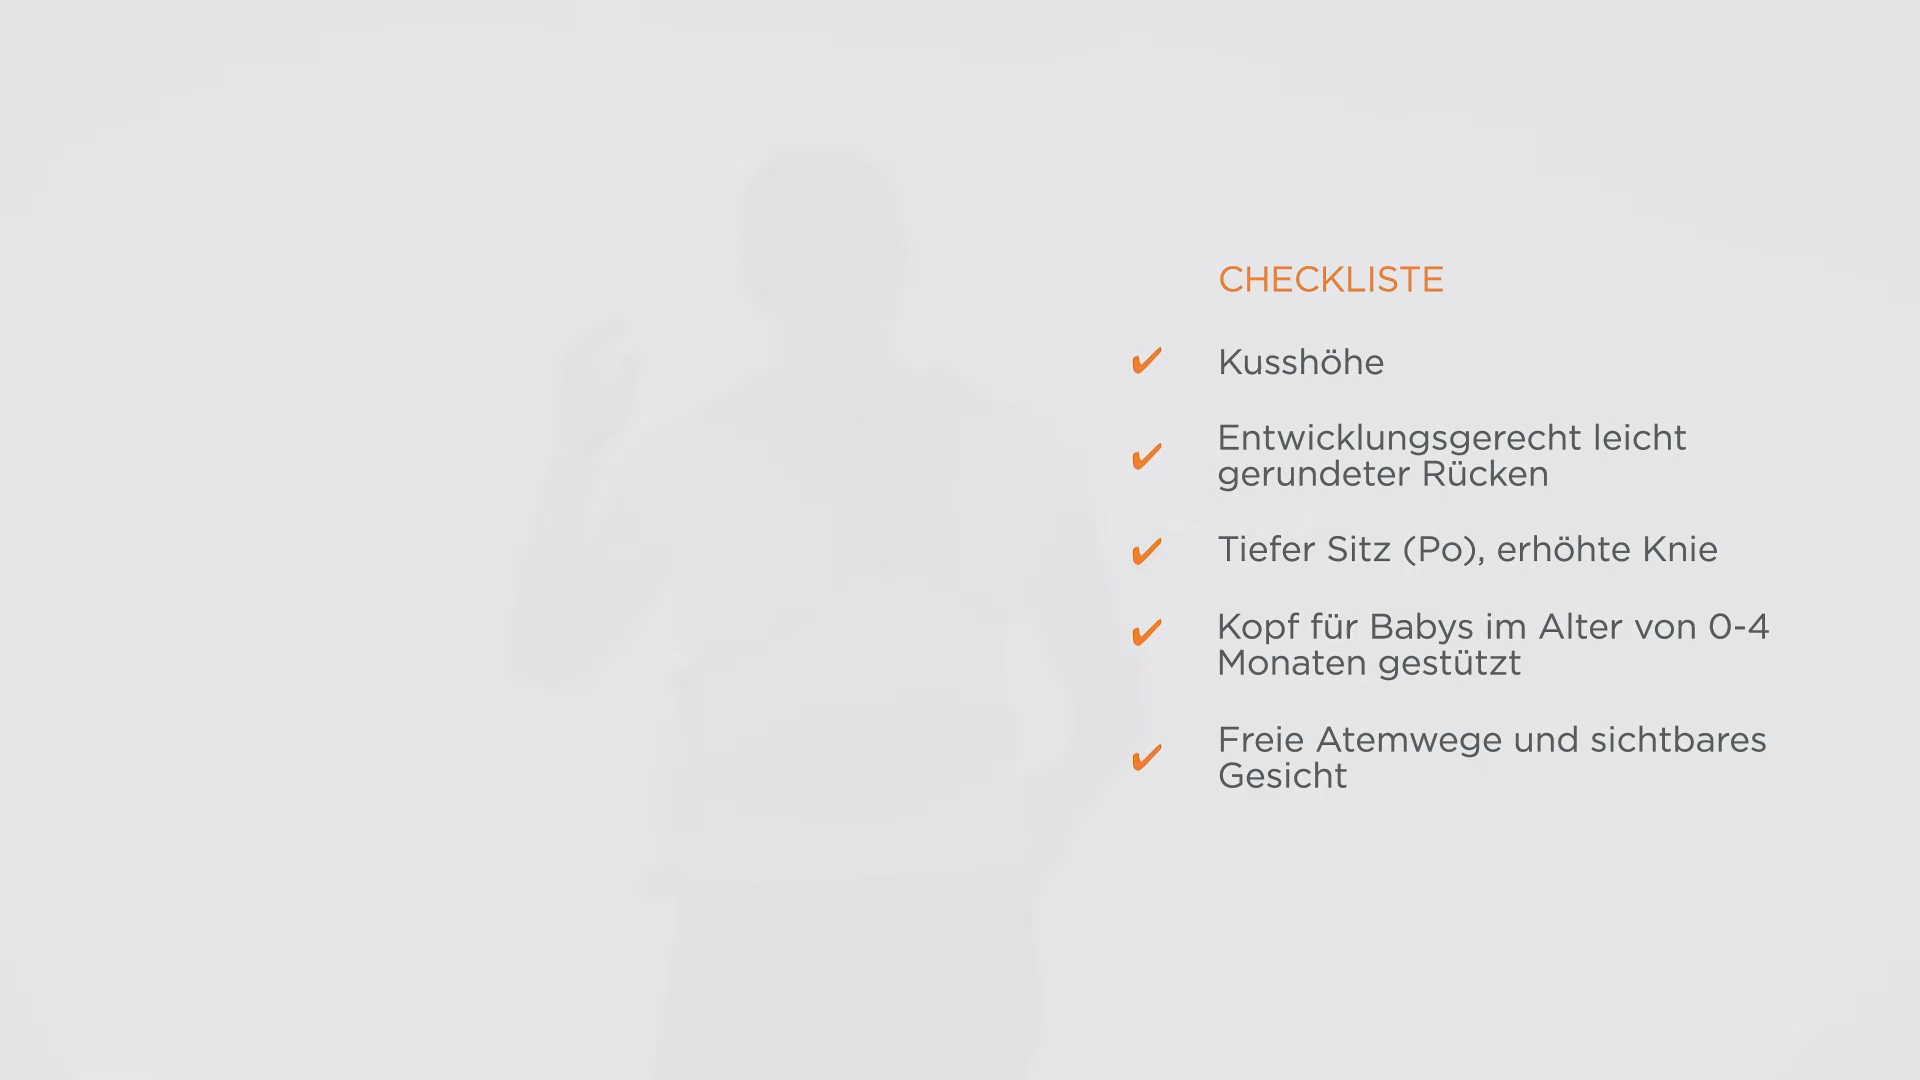 CHECKLISTE
✔ Kusshöhe
✔ Entwicklungsgerecht leicht
gerundeter Rücken
✔ Tiefer Sitz (Po), erhöhte Knie
✔ Kopf für Babys im Alter von 0-4
Monaten gestützt
✔ Freie Atemwege und sichtbares
Gesicht